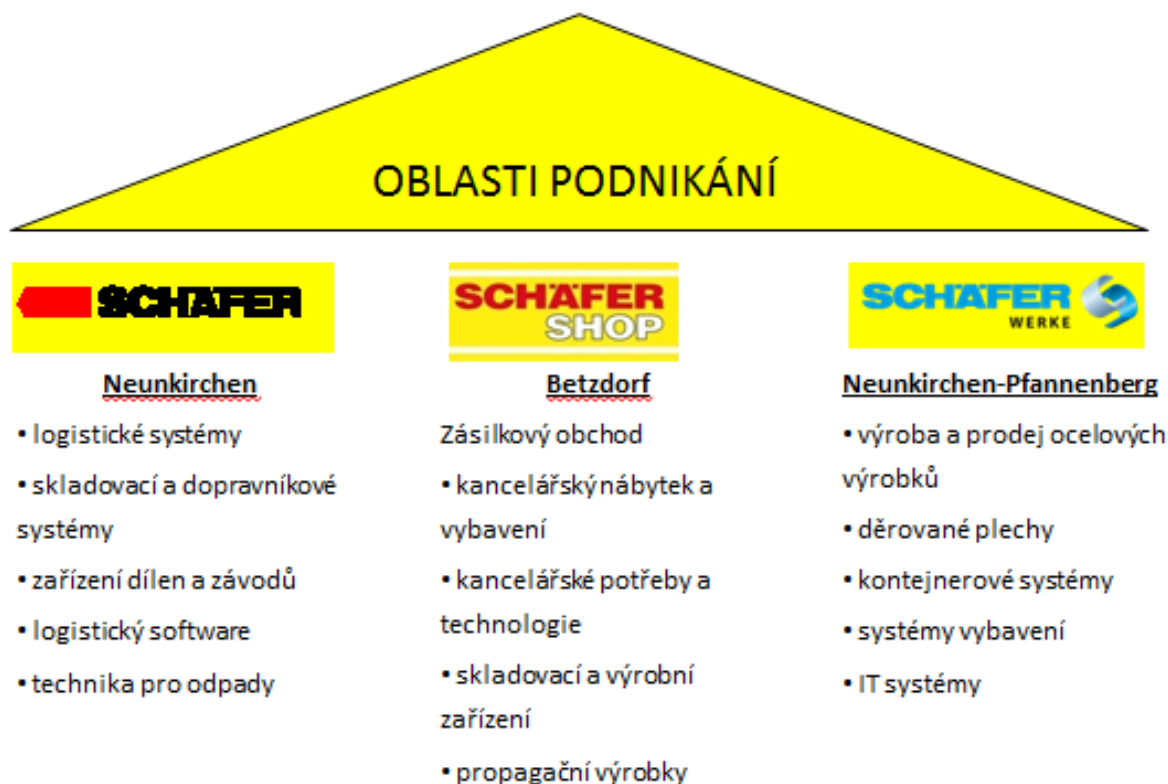 OBLASTI PODNIKÁNÍ
SCHÄFER
Neunkirchen
• logistické systémy
• skladovací a dopravníkové
systémy
• zařízení dílen a závodů
• logistický software
• technika pro odpady
SCHÄFER
SHOP
Betzdorf
Zásilkový obchod
• kancelářský nábytek a
vybavení
• kancelářské potřeby a
technologie
• skladovací a výrobní
zařízení
• propagační výrobky
SCHÄFER
WERKE
Neunkirchen-Pfannenberg
• výroba a prodej ocelových
výrobků
• děrované plechy
• kontejnerové systémy
• systémy vybavení
• IT systémy